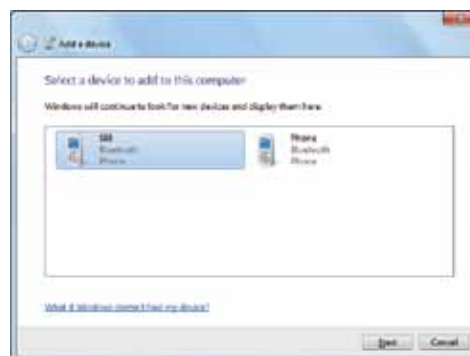 Add a device
Select a device to add to this computer
Windows will continue to look for new devices and display them here.
Bluetooth
Phone
Phone
Bluetooth
Phone
What if Windows doesn't find my device?
Next
Cancel